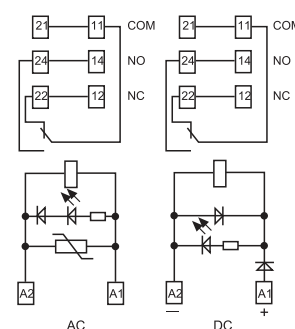 21 11 COM 21 11 COM
24 14 NO 24 14 NO
22 12 NC 22 12 NC
A2 A1 A2 A1
— +
AC DC